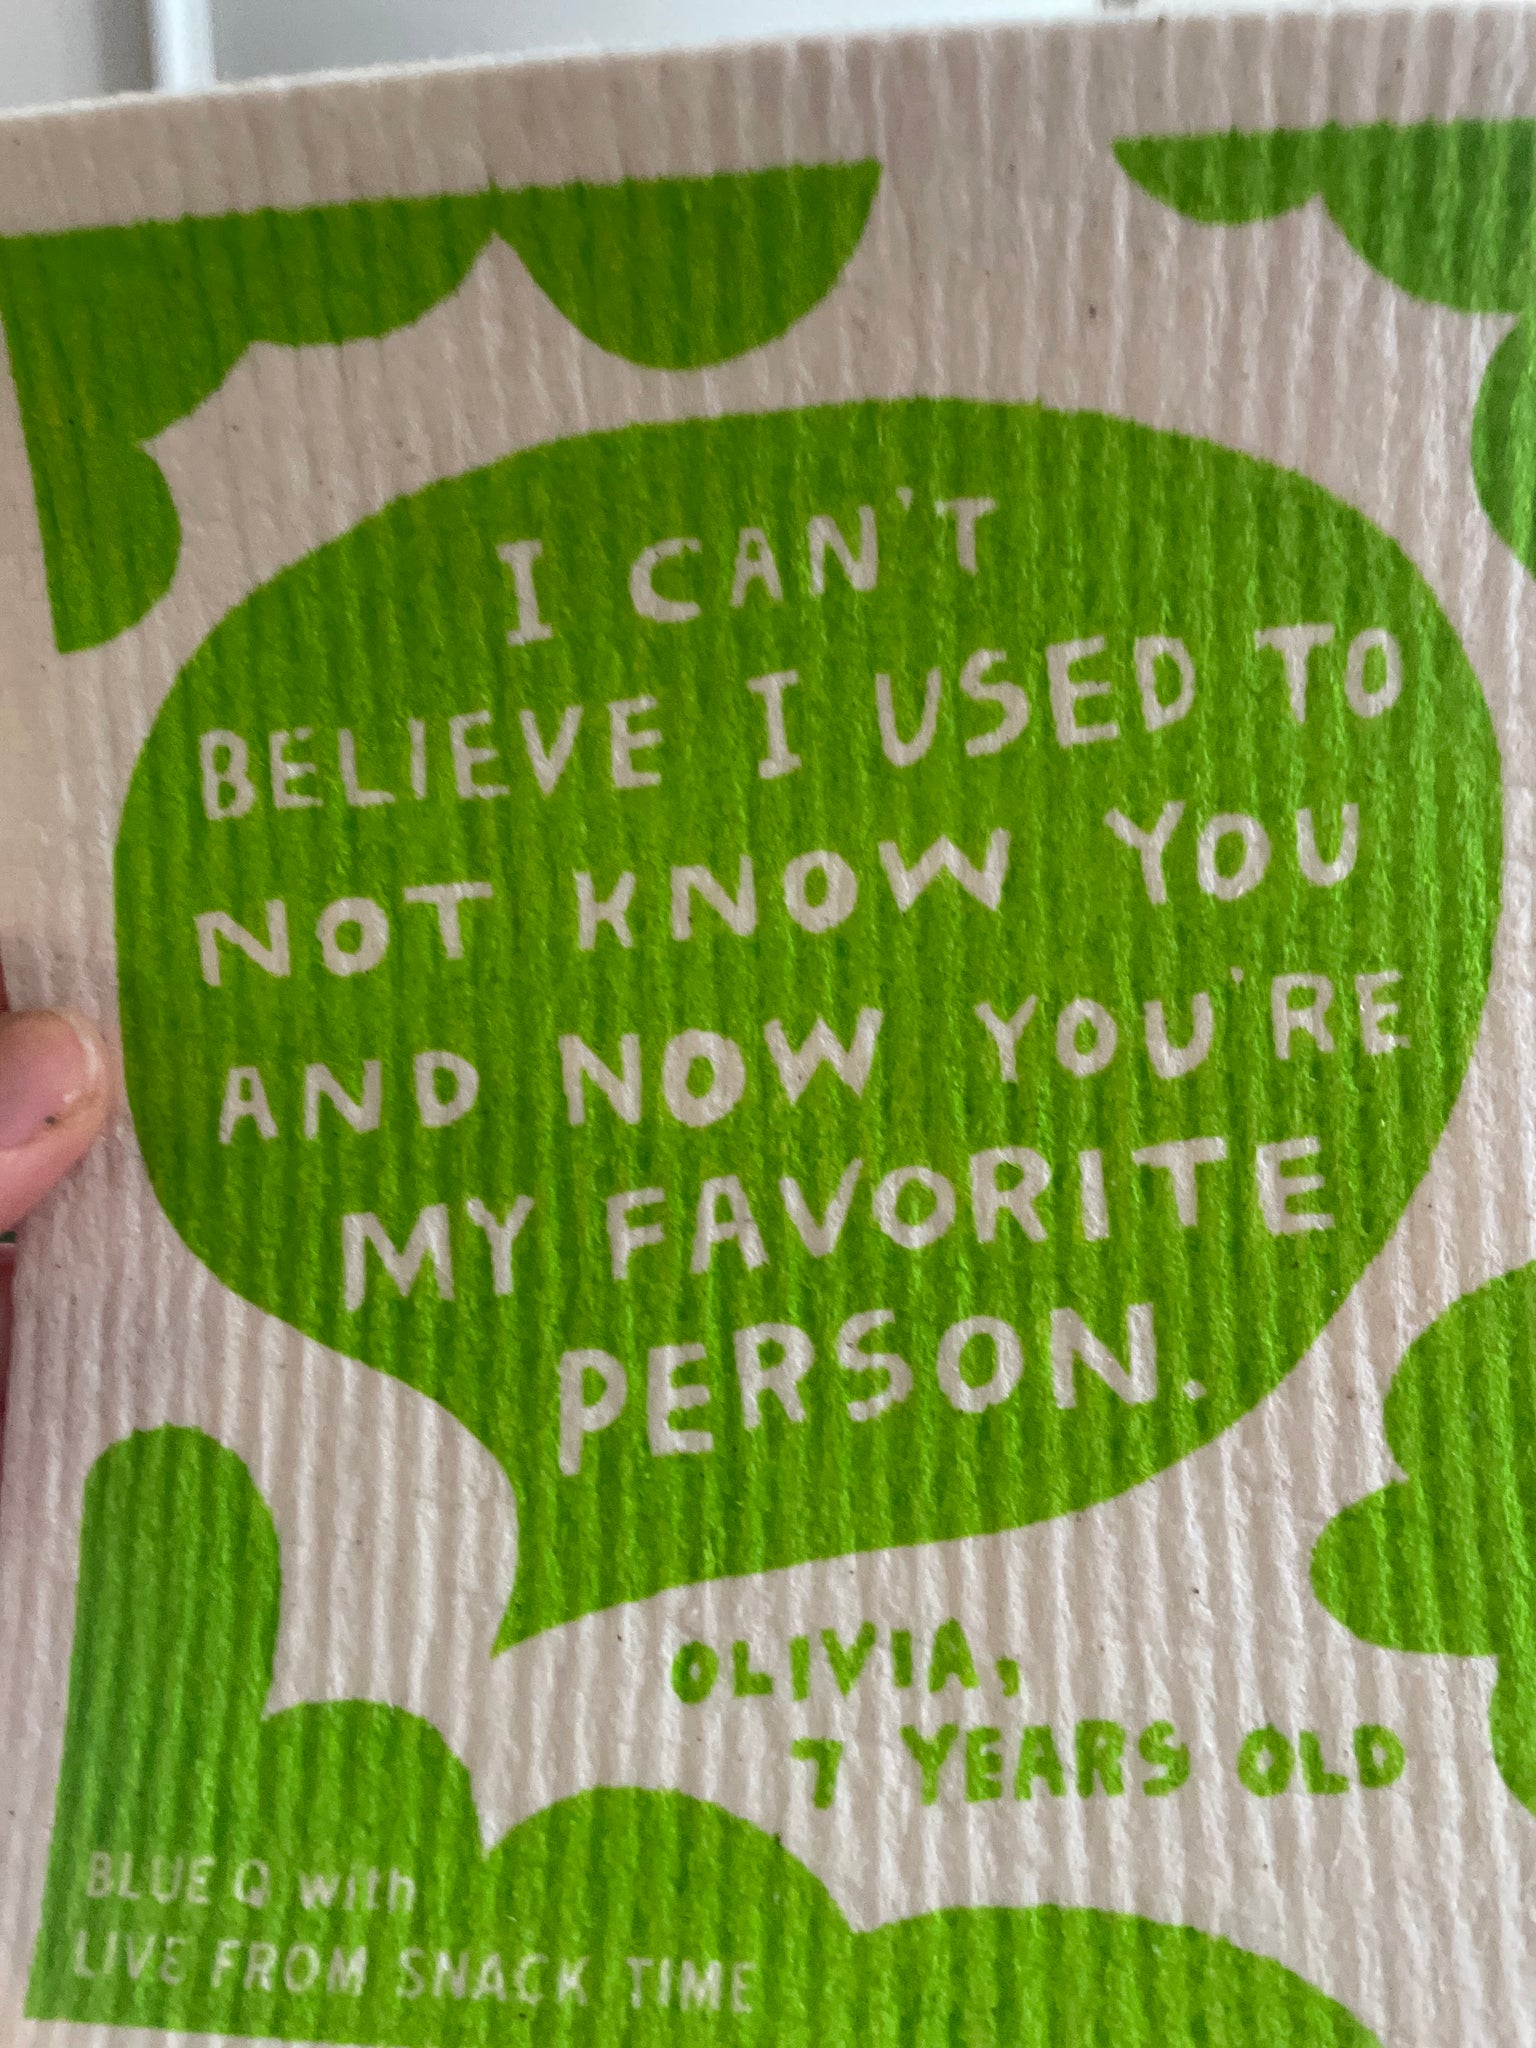 I CAN'T
BELIEVE I USED TO
NOT KNOW YOU
AND NOW YOU'RE
MY FAVORITE
PERSON.
OLIVIA,
7 YEARS OLD
BLUE Q with
LIVE FROM SNACK TIME